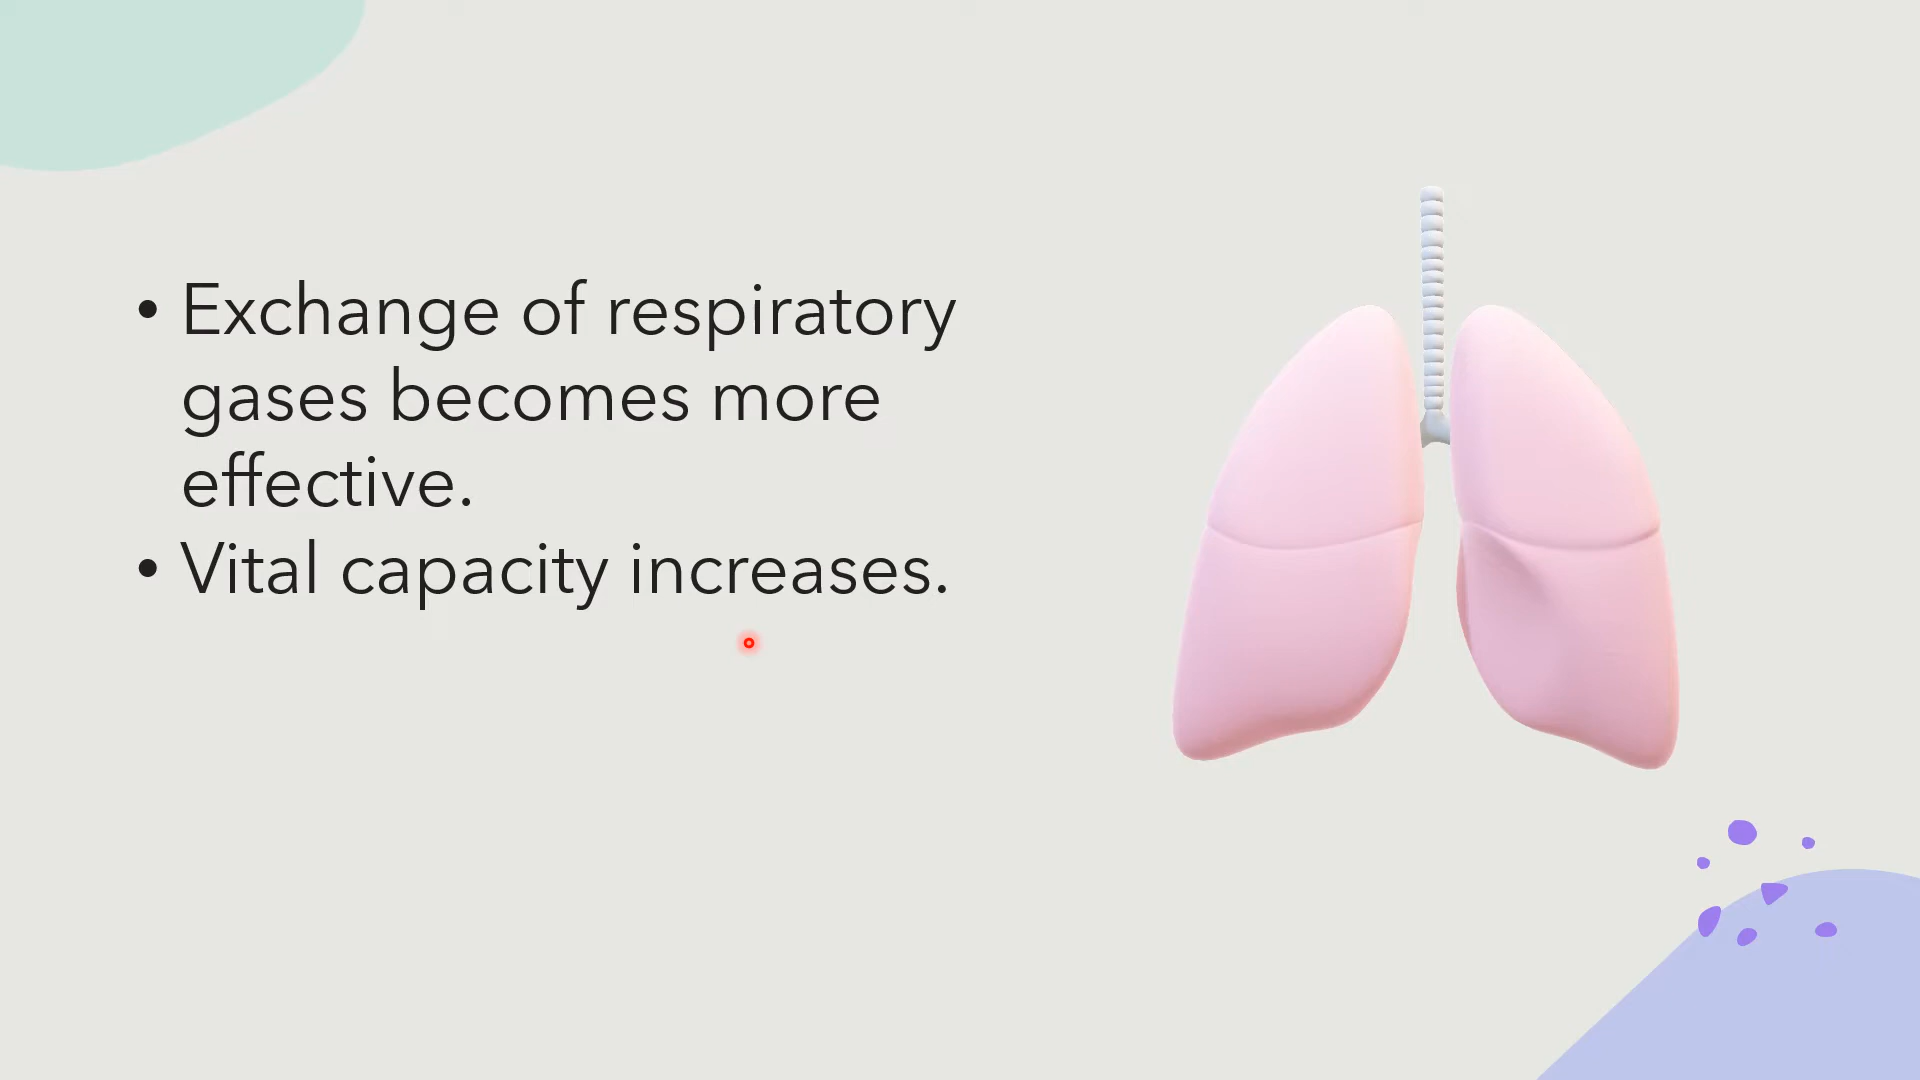 • Exchange of respiratory
gases becomes more
effective.
• Vital capacity increases.